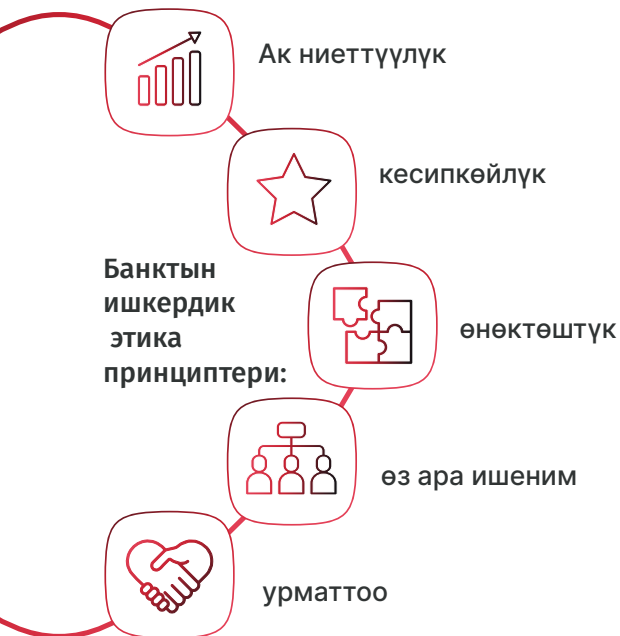 Ак ниеттүүлүк
кесипкөйлүк
Банктын
ишкердик
этика
принциптери:
өнөктөштүк
өз ара ишеним
урматтоо